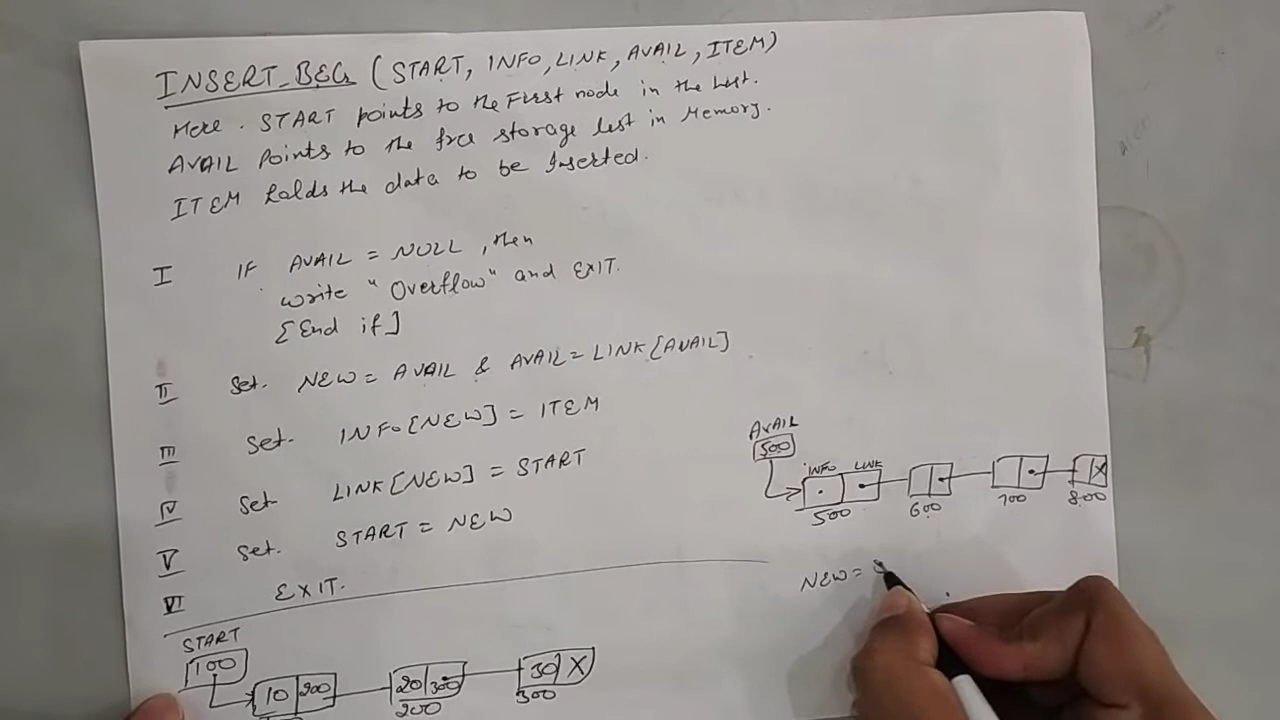 INSERT_BEG (START, INFO, LINK, AVAIL, ITEM)
Here. START points to the First node in the List.
AVAIL Points to the free storage list in Memory.
ITEM holds the data to be Inserted.
I IF AVAIL = NULL, then
write "Overflow" and EXIT.
[End if]
II Set. NEW = AVAIL & AVAIL = LINK[AVAIL]
III Set. INFO[NEW] = ITEM
IV Set LINK[NEW] = START
V Set. START = NEW
VI EXIT.
AVAIL
500
INFO LINK
X
500 600 700 800
NEW =
START
100
10 200 20 300 30 X
200 300